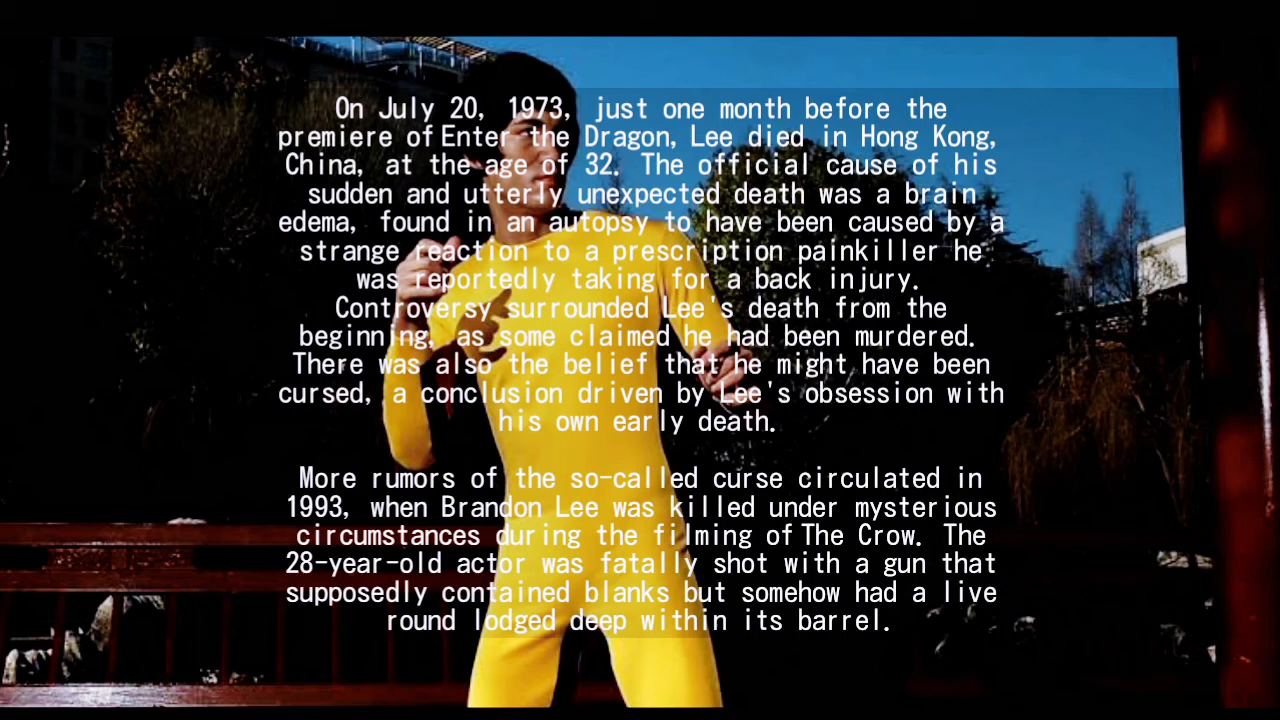 On July 20, 1973, just one month before the
premiere of Enter the Dragon, Lee died in Hong Kong,
China, at the age of 32. The official cause of his
sudden and utterly unexpected death was a brain
edema, found in an autopsy to have been caused by a
strange reaction to a prescription painkiller he
was reportedly taking for a back injury.
Controversy surrounded Lee's death from the
beginning, as some claimed he had been murdered.
There was also the belief that he might have been
cursed, a conclusion driven by Lee's obsession with
his own early death.
More rumors of the so-called curse circulated in
1993, when Brandon Lee was killed under mysterious
circumstances during the filming of The Crow. The
28-year-old actor was fatally shot with a gun that
supposedly contained blanks but somehow had a live
round lodged deep within its barrel.